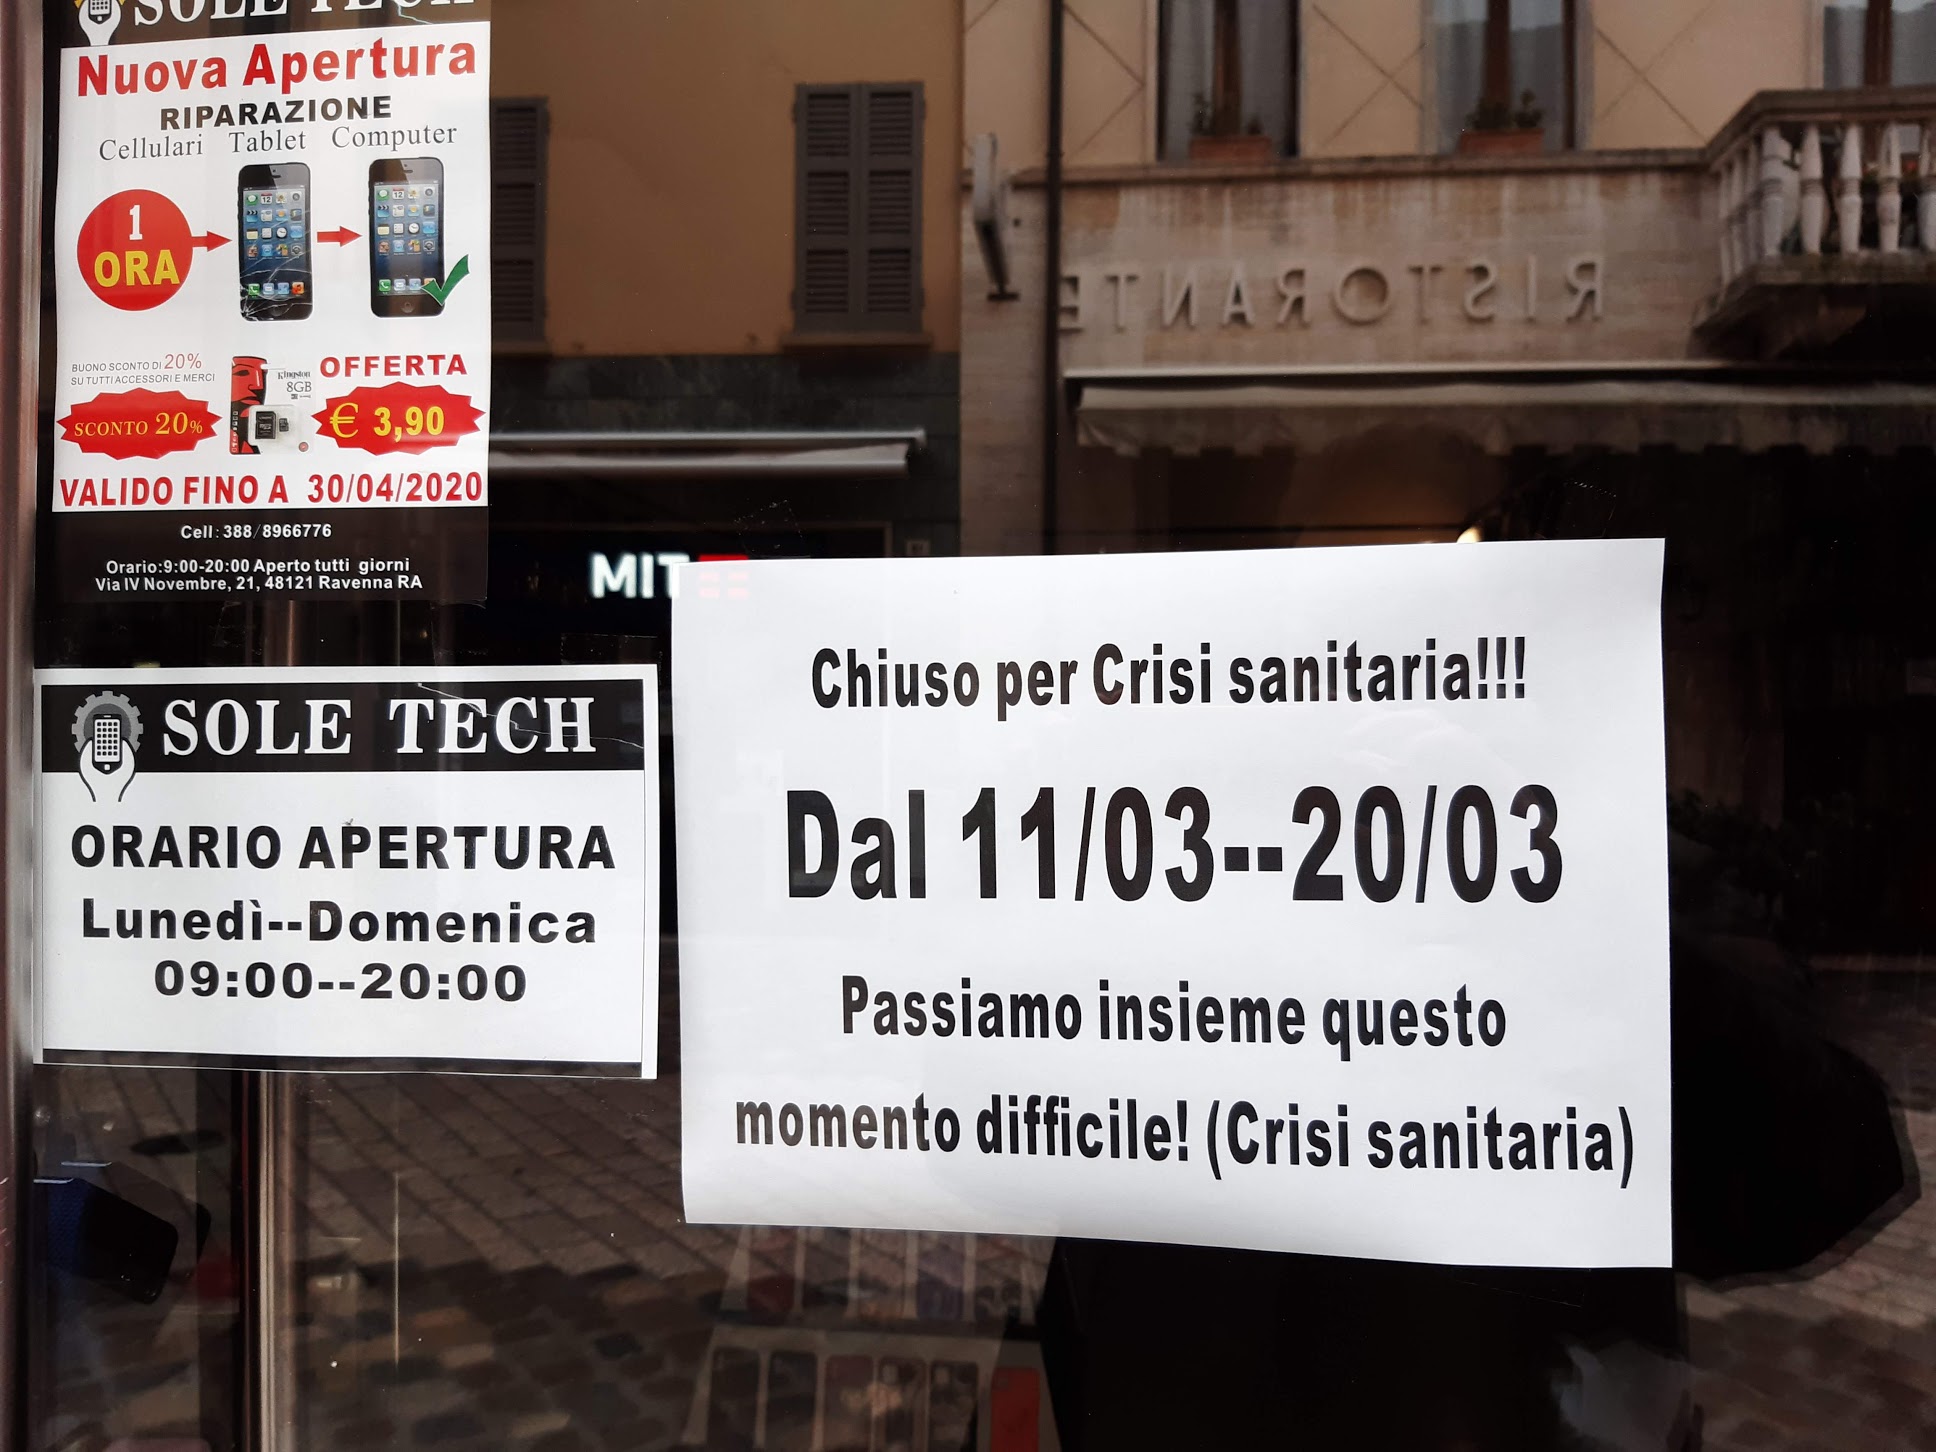 SOLE TECH
Nuova Apertura
RIPARAZIONE
Cellulari Tablet Computer
1
ORA
BUONO SCONTO DI 20%
SU TUTTI ACCESSORI E MERCI
SCONTO 20%
Kingston
8GB
OFFERTA
€ 3,90
VALIDO FINO A 30/04/2020
Cell: 388/8966776
Orario:9:00-20:00 Aperto tutti giorni
Via IV Novembre, 21, 48121 Ravenna RA
SOLE TECH
ORARIO APERTURA
Lunedì--Domenica
09:00--20:00
RISTORANTE
MIT
Chiuso per Crisi sanitaria!!!
Dal 11/03--20/03
Passiamo insieme questo
momento difficile! (Crisi sanitaria)